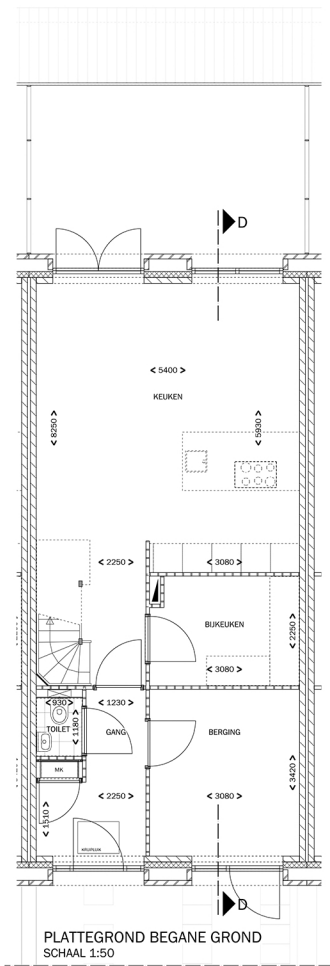 D
< 5400 >
KEUKEN
< 8250 >
< 5930 >
< 2250 >
< 3080 >
BIJKEUKEN
< 2250 >
< 3080 >
< 930 >
< 1230 >
TOILET
< 1180 >
GANG
BERGING
MK
< 3420 >
< 2250 >
< 3080 >
< 1510 >
KRUIPLUIK
D
PLATTEGROND BEGANE GROND
SCHAAL 1:50